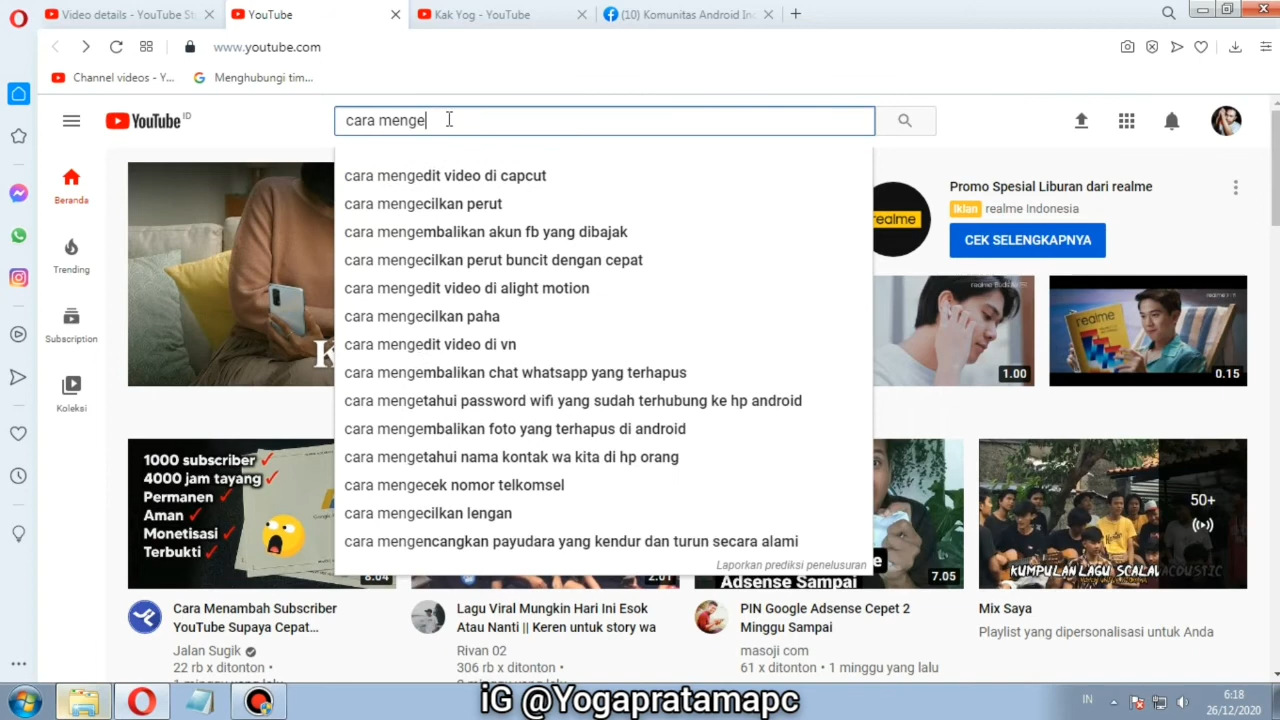 Video details - YouTube St
YouTube
Kak Yog - YouTube
(10) Komunitas Android In
www.youtube.com
Channel videos - Y...
Menghubungi tim...
YouTube ID
cara menge
cara mengedit video di capcut
cara mengecilkan perut
cara mengembalikan akun fb yang dibajak
cara mengecilkan perut buncit dengan cepat
cara mengedit video di alight motion
cara mengecilkan paha
cara mengedit video di vn
cara mengembalikan chat whatsapp yang terhapus
cara mengetahui password wifi yang sudah terhubung ke hp android
cara mengembalikan foto yang terhapus di android
cara mengetahui nama kontak wa kita di hp orang
cara mengecek nomor telkomsel
cara mengecilkan lengan
cara mengencangkan payudara yang kendur dan turun secara alami
Laporkan prediksi penelusuran
Beranda
Trending
Subscription
Koleksi
K
realme
Promo Spesial Liburan dari realme
Iklan realme Indonesia
CEK SELENGKAPNYA
1.00
realme
0.15
1000 subscriber
4000 jam tayang
Permanen
Aman
Monetisasi
Terbukti
8.04
2.01
Adsense Sampai
7.05
50+
KUMPULAN LAGU SCALAVACOUSTIC
Cara Menambah Subscriber
YouTube Supaya Cepat...
Jalan Sugik
22 rb x ditonton •
Lagu Viral Mungkin Hari Ini Esok
Atau Nanti || Keren untuk story wa
Rivan 02
306 rb x ditonton •
PIN Google Adsense Cepet 2
Minggu Sampai
masoji com
61 x ditonton • 1 minggu yang lalu
Mix Saya
Playlist yang dipersonalisasi untuk Anda
iG @Yogapratamapc
IN
6:18
26/12/2020